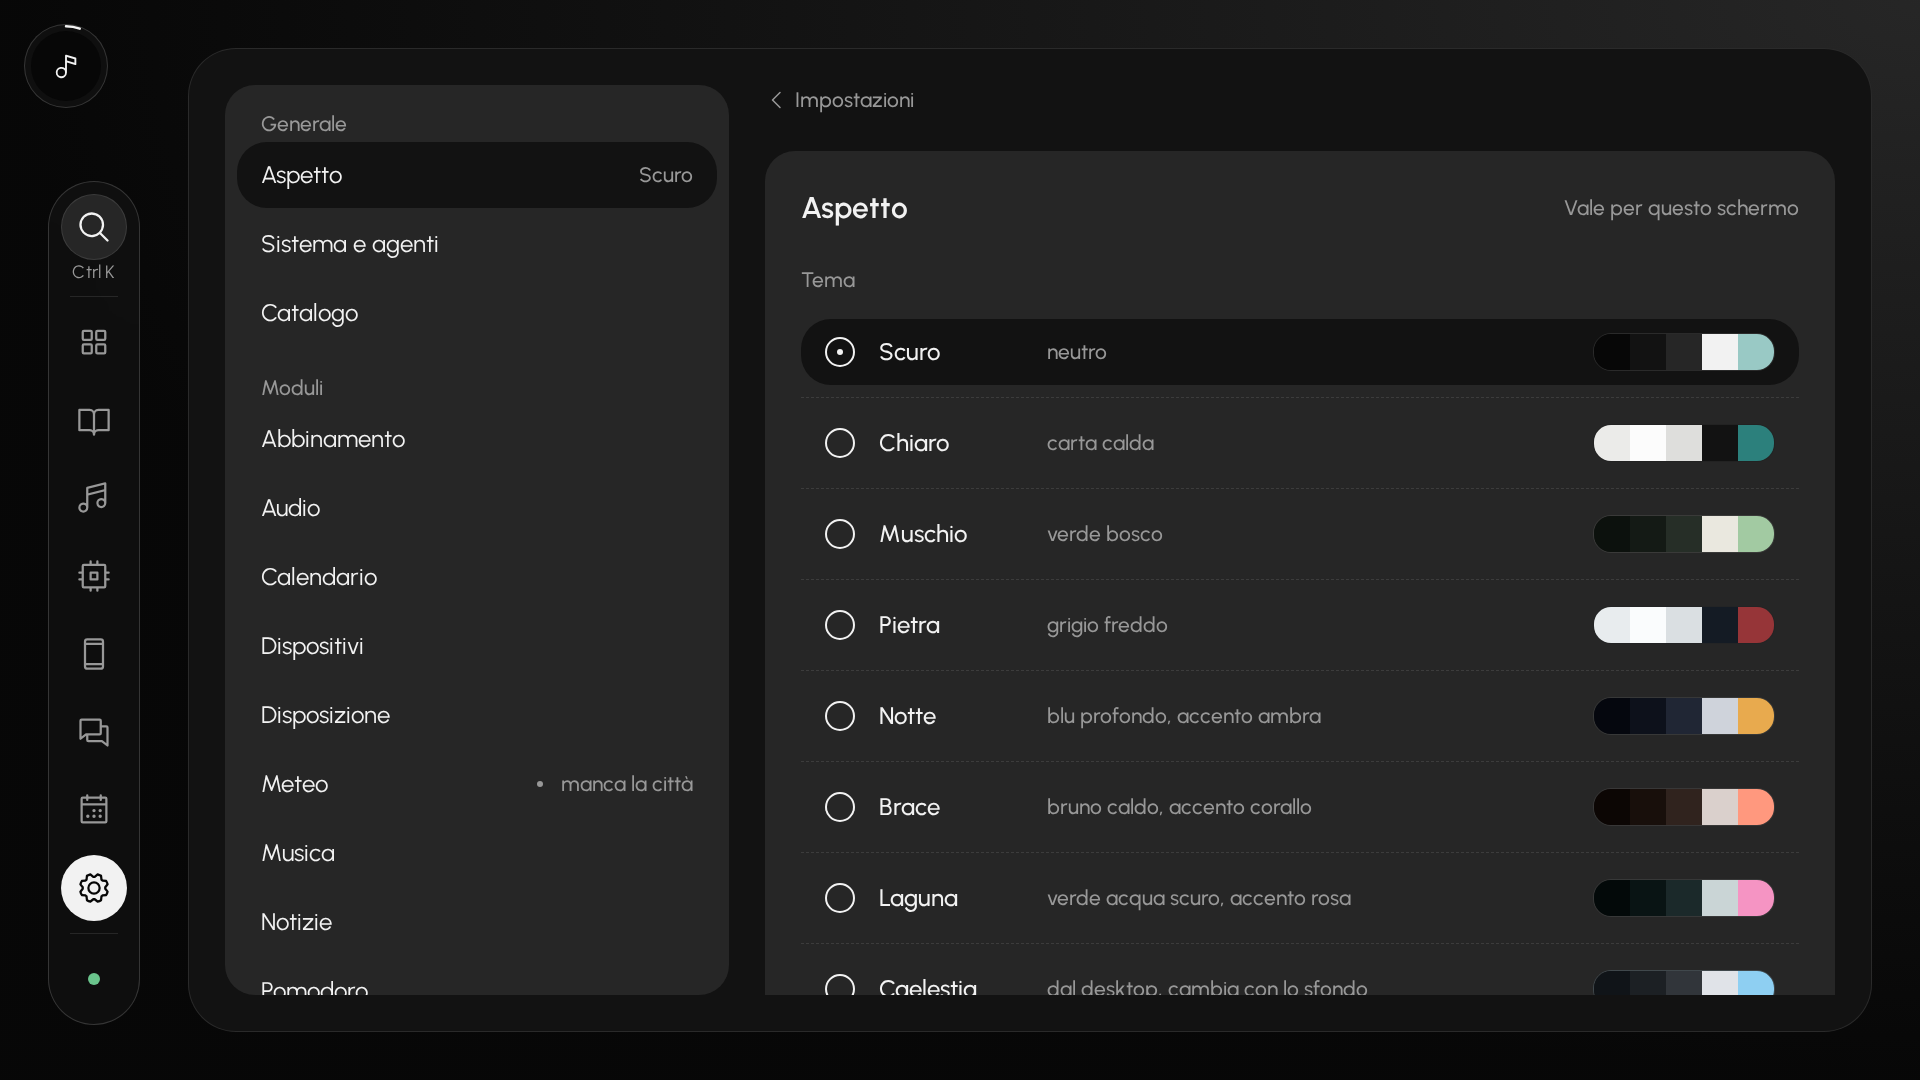 Ctrl K
Generale
Aspetto Scuro
Sistema e agenti
Catalogo
Moduli
Abbinamento
Audio
Calendario
Dispositivi
Disposizione
Meteo • manca la città
Musica
Notizie
Pomodoro
Impostazioni
Aspetto Vale per questo schermo
Tema
Scuro neutro
Chiaro carta calda
Muschio verde bosco
Pietra grigio freddo
Notte blu profondo, accento ambra
Brace bruno caldo, accento corallo
Laguna verde acqua scuro, accento rosa
Caelestia dal desktop, cambia con lo sfondo